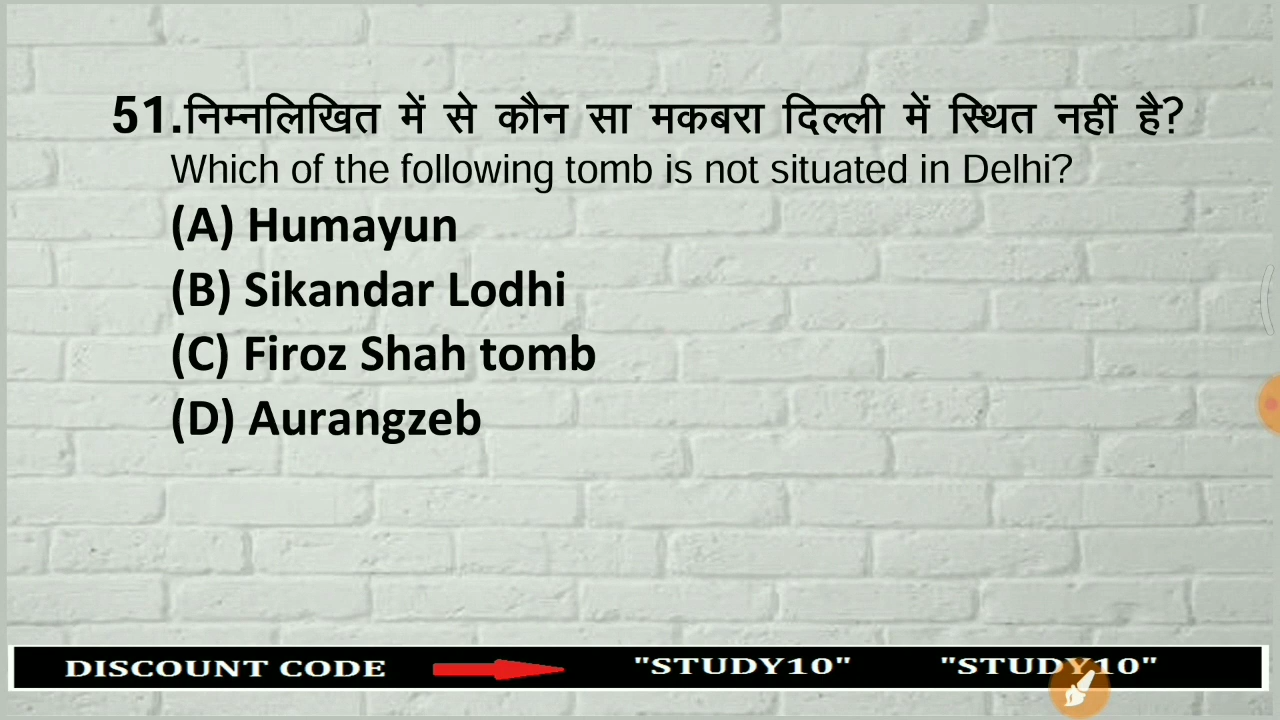 51.निम्नलिखित में से कौन सा मकबरा दिल्ली में स्थित नहीं है?
Which of the following tomb is not situated in Delhi?
(A) Humayun
(B) Sikandar Lodhi
(C) Firoz Shah tomb
(D) Aurangzeb
DISCOUNT CODE "STUDY10" "STUDY10"